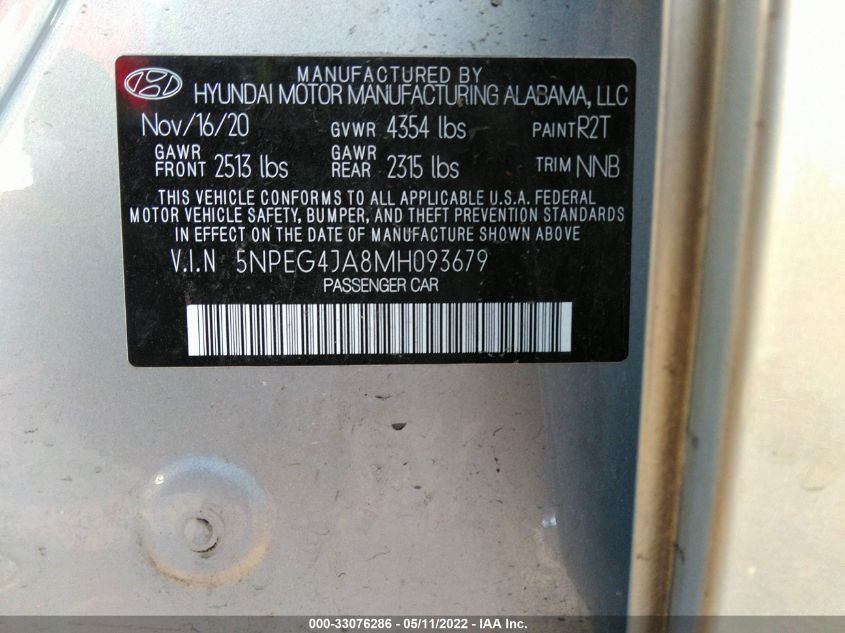 MANUFACTURED BY
HYUNDAI MOTOR MANUFACTURING ALABAMA, LLC
Nov/16/20 GVWR 4354 lbs PAINT R2T
GAWR FRONT 2513 lbs GAWR REAR 2315 lbs TRIM NNB
THIS VEHICLE CONFORMS TO ALL APPLICABLE U.S.A. FEDERAL
MOTOR VEHICLE SAFETY, BUMPER, AND THEFT PREVENTION STANDARDS
IN EFFECT ON THE DATE OF MANUFACTURE SHOWN ABOVE
V.I.N 5NPEG4JA8MH093679
PASSENGER CAR
000-33076286 - 05/11/2022 - IAA Inc.